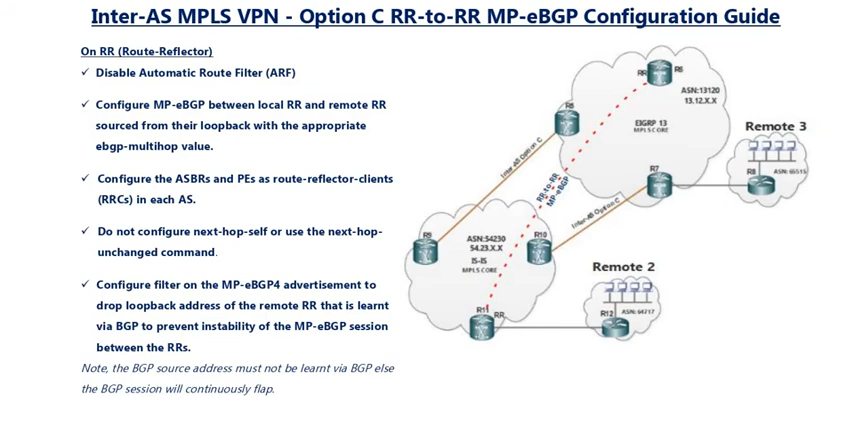 Inter-AS MPLS VPN - Option C RR-to-RR MP-eBGP Configuration Guide
On RR (Route-Reflector)
✓ Disable Automatic Route Filter (ARF)
✓ Configure MP-eBGP between local RR and remote RR
sourced from their loopback with the appropriate
ebgp-multihop value.
✓ Configure the ASBRs and PEs as route-reflector-clients
(RRCs) in each AS.
✓ Do not configure next-hop-self or use the next-hop-
unchanged command.
✓ Configure filter on the MP-eBGP4 advertisement to
drop loopback address of the remote RR that is learnt
via BGP to prevent instability of the MP-eBGP session
between the RRs.
Note, the BGP source address must not be learnt via BGP else
the BGP session will continuously flap.
RR
R6
ASN:13120
13.12.X.X
EIGRP 13
MPLS CORE
Inter-AS Option C
RR-to-RR
MP-eBGP
Inter-AS Option C
R7
Remote 3
R8
ASN: 65515
R9
ASN:54230
54.23.X.X
IS-IS
MPLS CORE
R10
R11
RR
Remote 2
R12
ASN: 64717